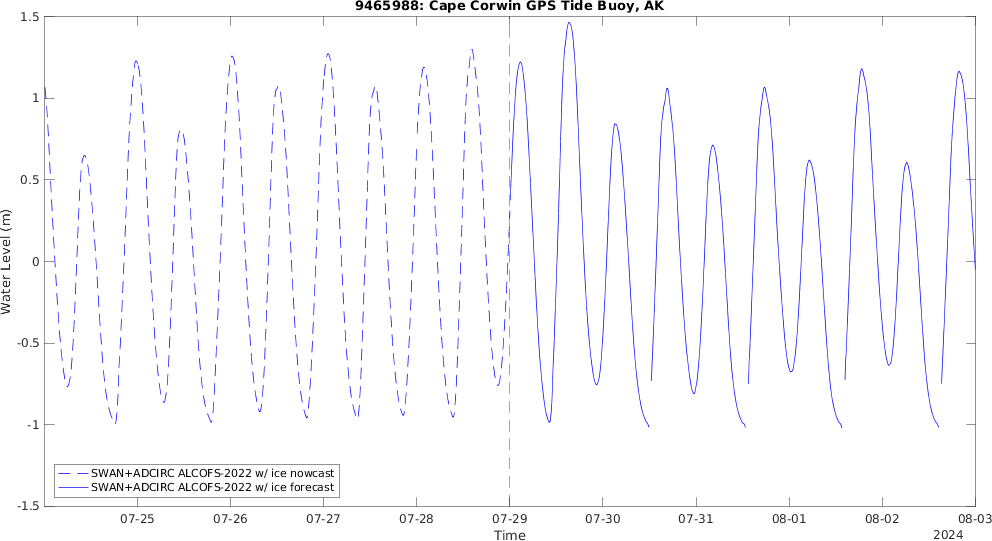 9465988: Cape Corwin GPS Tide Buoy, AK
1.5
1
0.5
0
-0.5
-1
-1.5
Water Level (m)
SWAN+ADCIRC ALCOFS-2022 w/ ice nowcast
SWAN+ADCIRC ALCOFS-2022 w/ ice forecast
07-25 07-26 07-27 07-28 07-29 07-30 07-31 08-01 08-02 08-03
Time
2024